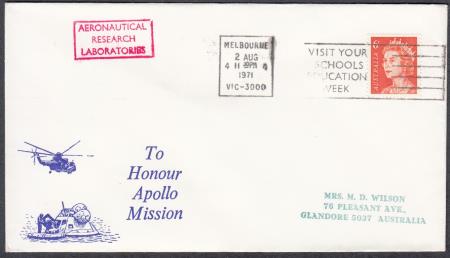 AERONAUTICAL
RESEARCH
LABORATORIES
MELBOURNE
2 AUG
1971
VIC-3000
VISIT YOUR
SCHOOLS
EDUCATION
WEEK
AUSTRALIA
To
Honour
Apollo
Mission
MRS. M. D. WILSON
76 PLEASANT AVE.,
GLANDORE 5037 AUSTRALIA